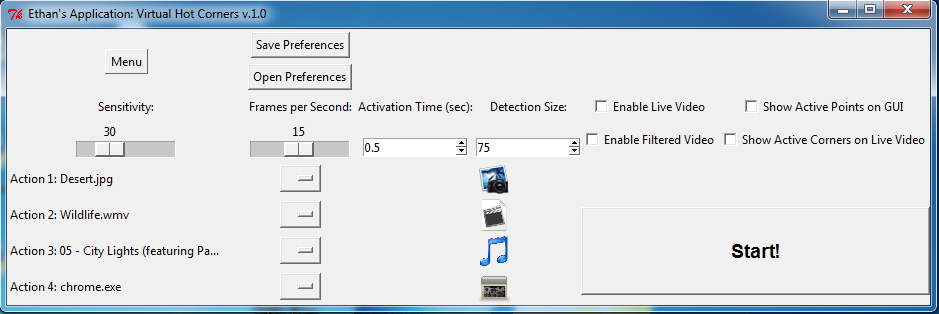 Ethan's Application: Virtual Hot Corners v.1.0
Save Preferences
Menu
Open Preferences
Sensitivity: Frames per Second: Activation Time (sec): Detection Size: Enable Live Video Show Active Points on GUI
30 15
0.5 75 Enable Filtered Video Show Active Corners on Live Video
Action 1: Desert.jpg
Action 2: Wildlife.wmv
Action 3: 05 - City Lights (featuring Pa...
Start!
Action 4: chrome.exe